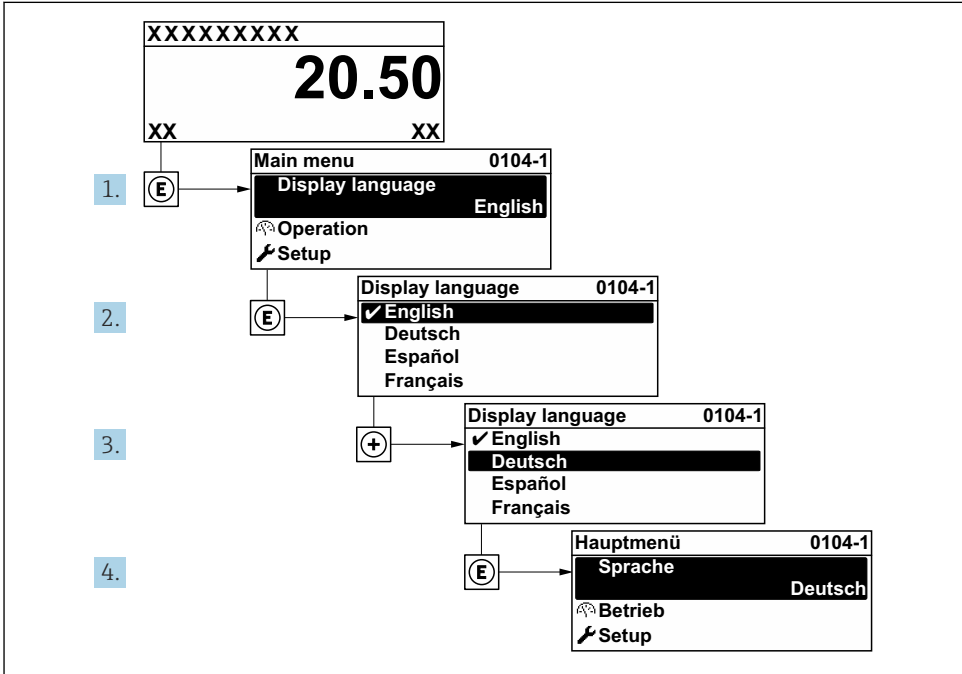 XXXXXXXXX
20.50
XX XX
1. E
Main menu 0104-1
Display language
English
Operation
Setup
2. E
Display language 0104-1
✔English
Deutsch
Español
Français
3. +
Display language 0104-1
✔English
Deutsch
Español
Français
4. E
Hauptmenü 0104-1
Sprache
Deutsch
Betrieb
Setup